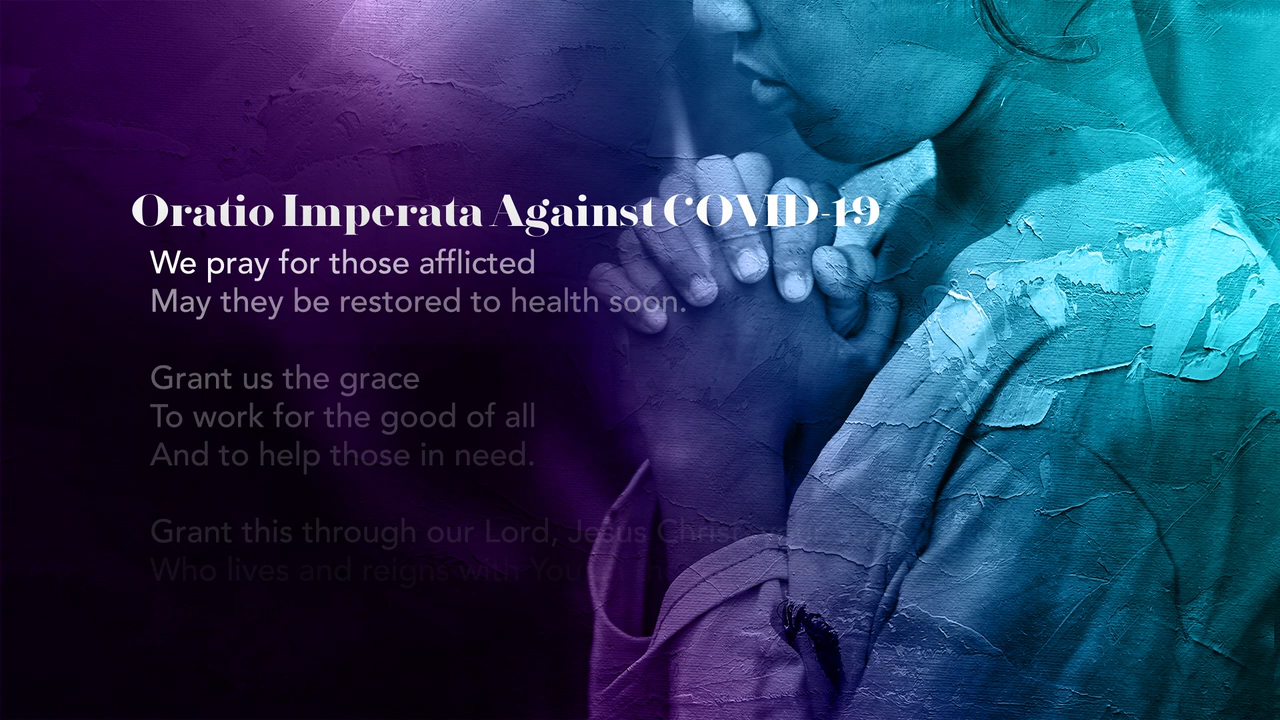 Oratio Imperata Against COVID-19
We pray for those afflicted
May they be restored to health soon.
Grant us the grace
To work for the good of all
And to help those in need.
Grant this through our Lord, Jesus Christ
Who lives and reigns with You